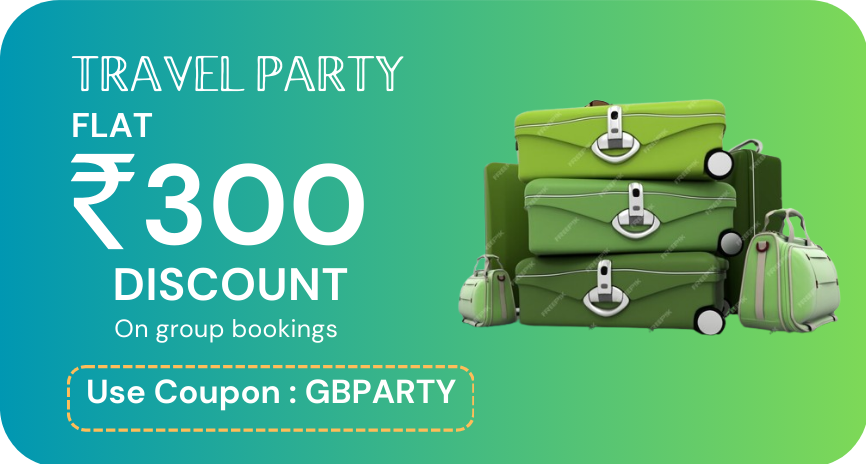 TRAVEL PARTY
FLAT
₹300
DISCOUNT
On group bookings
Use Coupon : GBPARTY